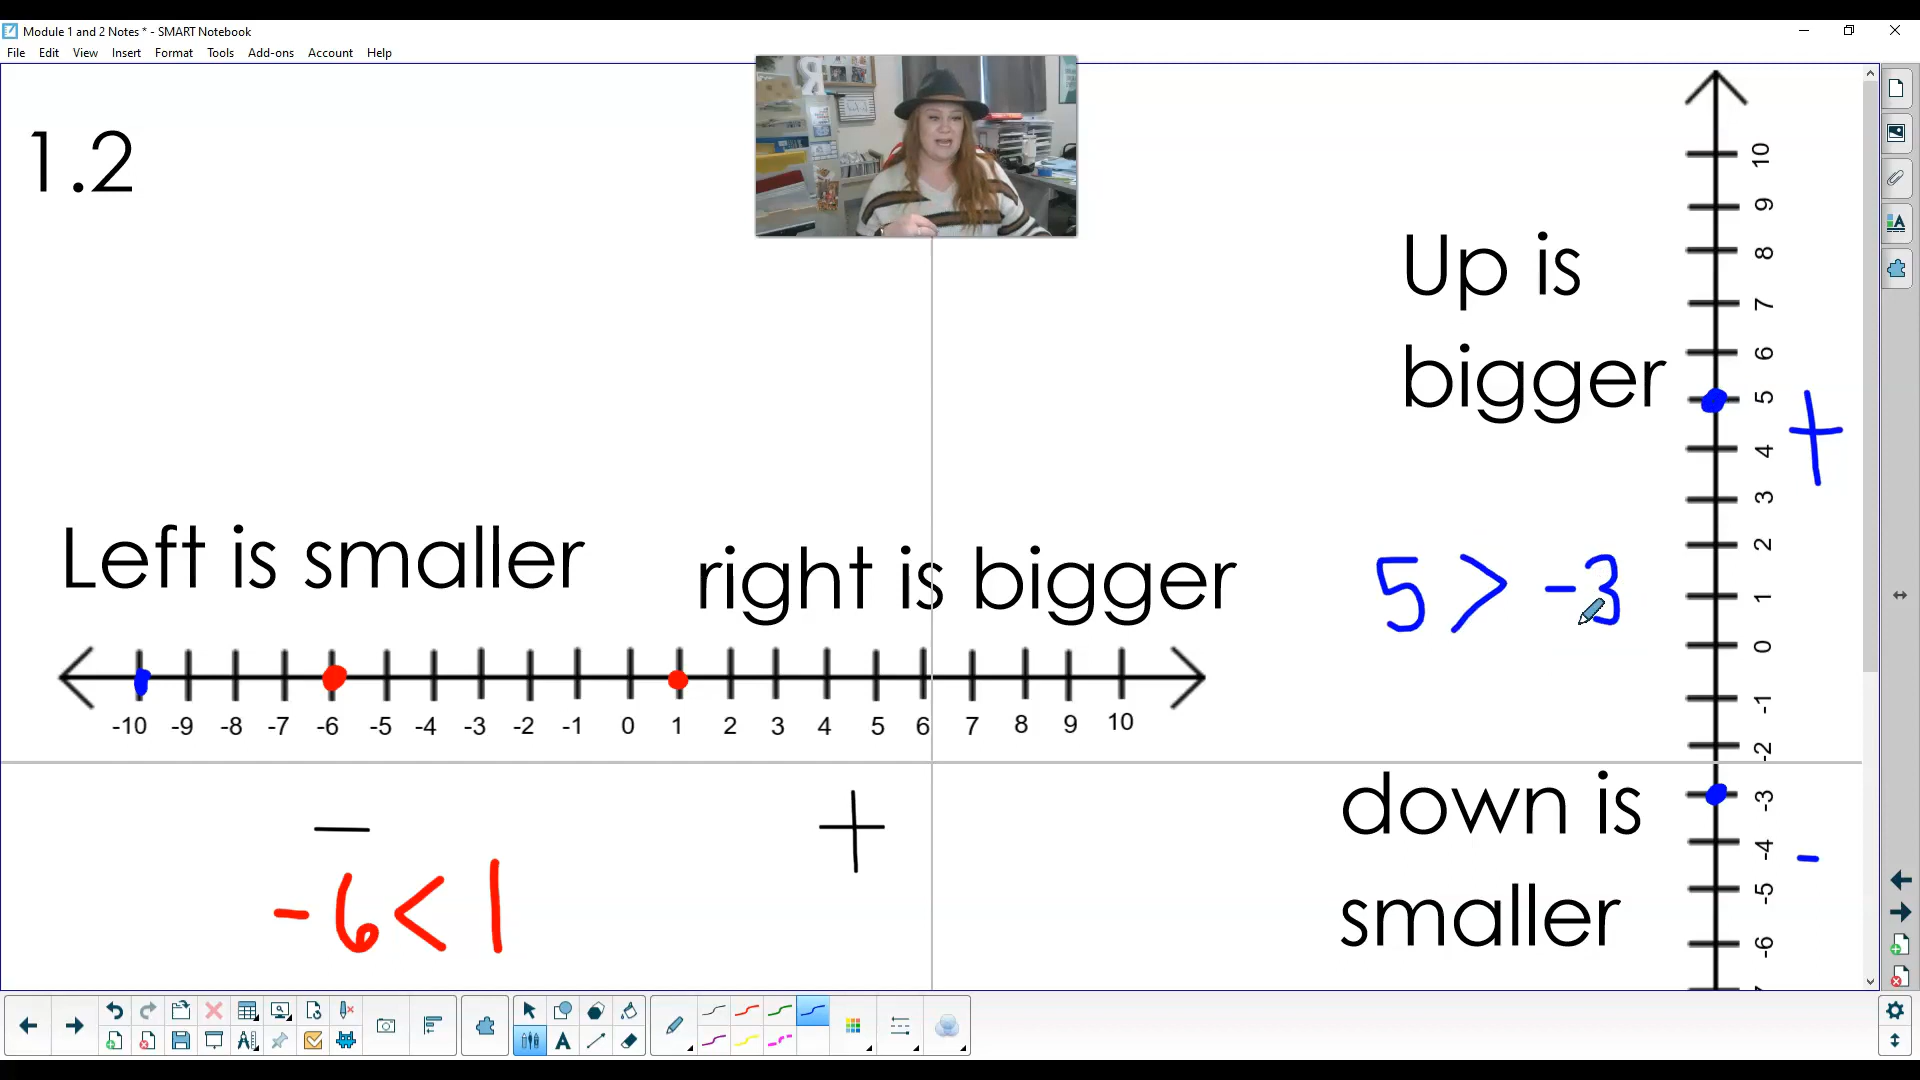 Module 1 and 2 Notes * - SMART Notebook
File Edit View Insert Format Tools Add-ons Account Help
1.2
Up is
bigger
Left is smaller
right is bigger
-10 -9 -8 -7 -6 -5 -4 -3 -2 -1 0 1 2 3 4 5 6 7 8 9 10
5 > -3
10
9
8
7
6
5
+
4
3
2
1
0
-1
-2
-3
-4
-
-5
-6
down is
smaller
— +
-6 < 1